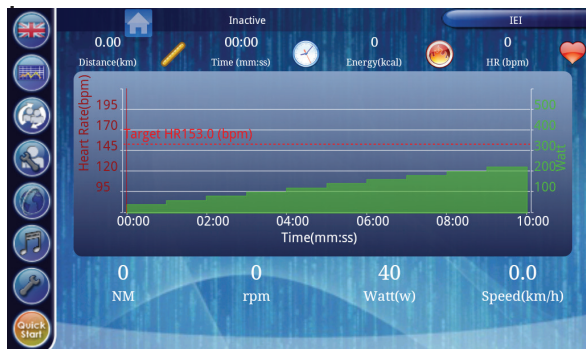 Inactive
IEI
0.00
00:00
0
0
Distance(km)
Time (mm:ss)
Energy(kcal)
HR (bpm)
Heart Rate(bpm)
195
170
145
120
95
Target HR153.0 (bpm)
500
400
300
200
100
Watt
00:00
02:00
04:00
06:00
08:00
10:00
Time(mm:ss)
0
0
40
0.0
NM
rpm
Watt(w)
Speed(km/h)
Quick
Start